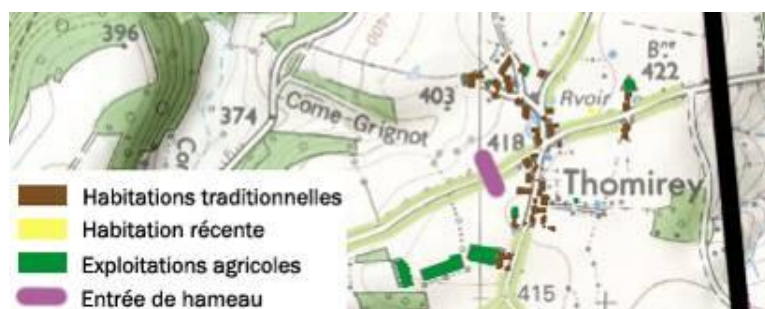 396
374
403
Come-Grignot
Bne
422
Rvoir
418
Thomirey
415
Habitations traditionnelles
Habitation récente
Exploitations agricoles
Entrée de hameau